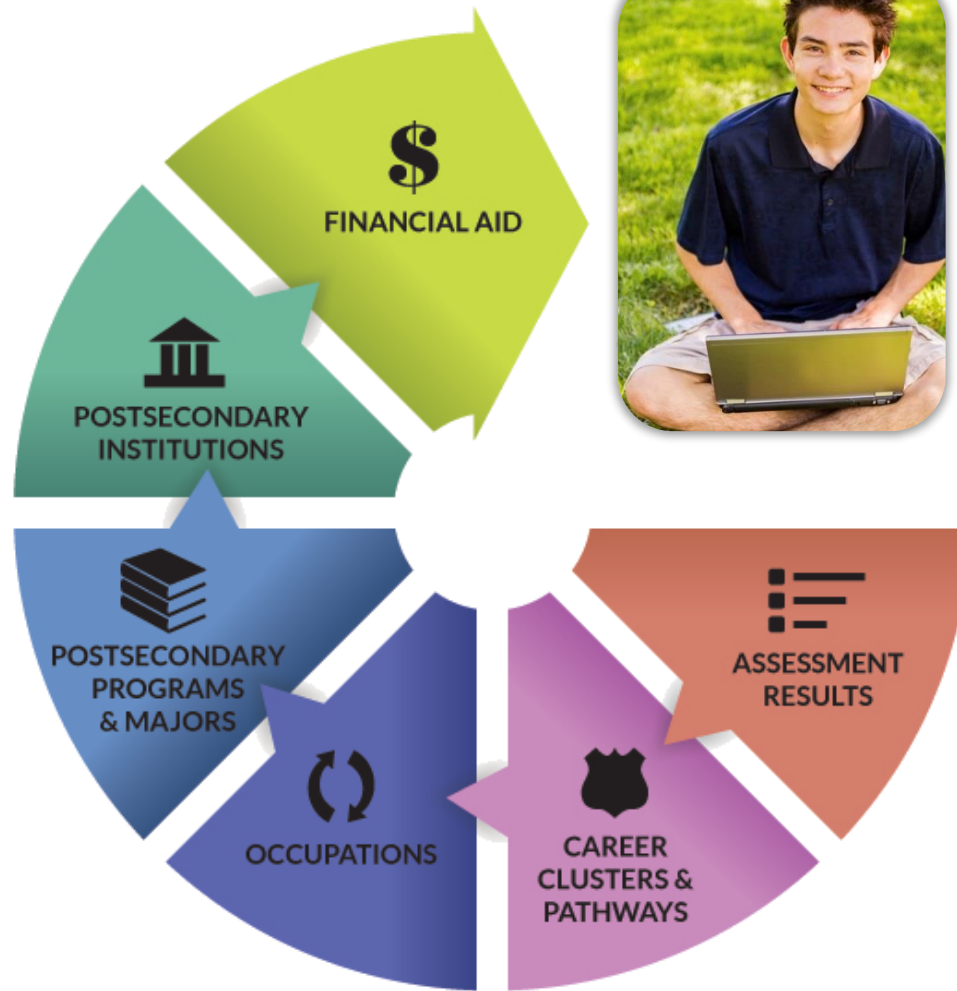 FINANCIAL AID
POSTSECONDARY
INSTITUTIONS
POSTSECONDARY
PROGRAMS
& MAJORS
OCCUPATIONS
CAREER
CLUSTERS &
PATHWAYS
ASSESSMENT
RESULTS